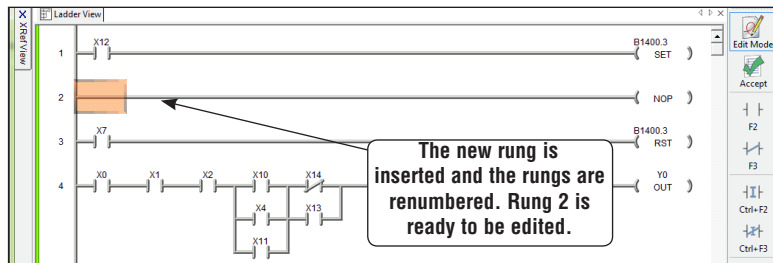 X
XRef View
Ladder View
1
X12
B1400.3
SET
2
NOP
3
X7
B1400.3
RST
4
X0
X1
X2
X10
X14
Y0
OUT
X4
X13
X11
The new rung is
inserted and the rungs are
renumbered. Rung 2 is
ready to be edited.
Edit Mode
Accept
F2
F3
Ctrl+F2
Ctrl+F3